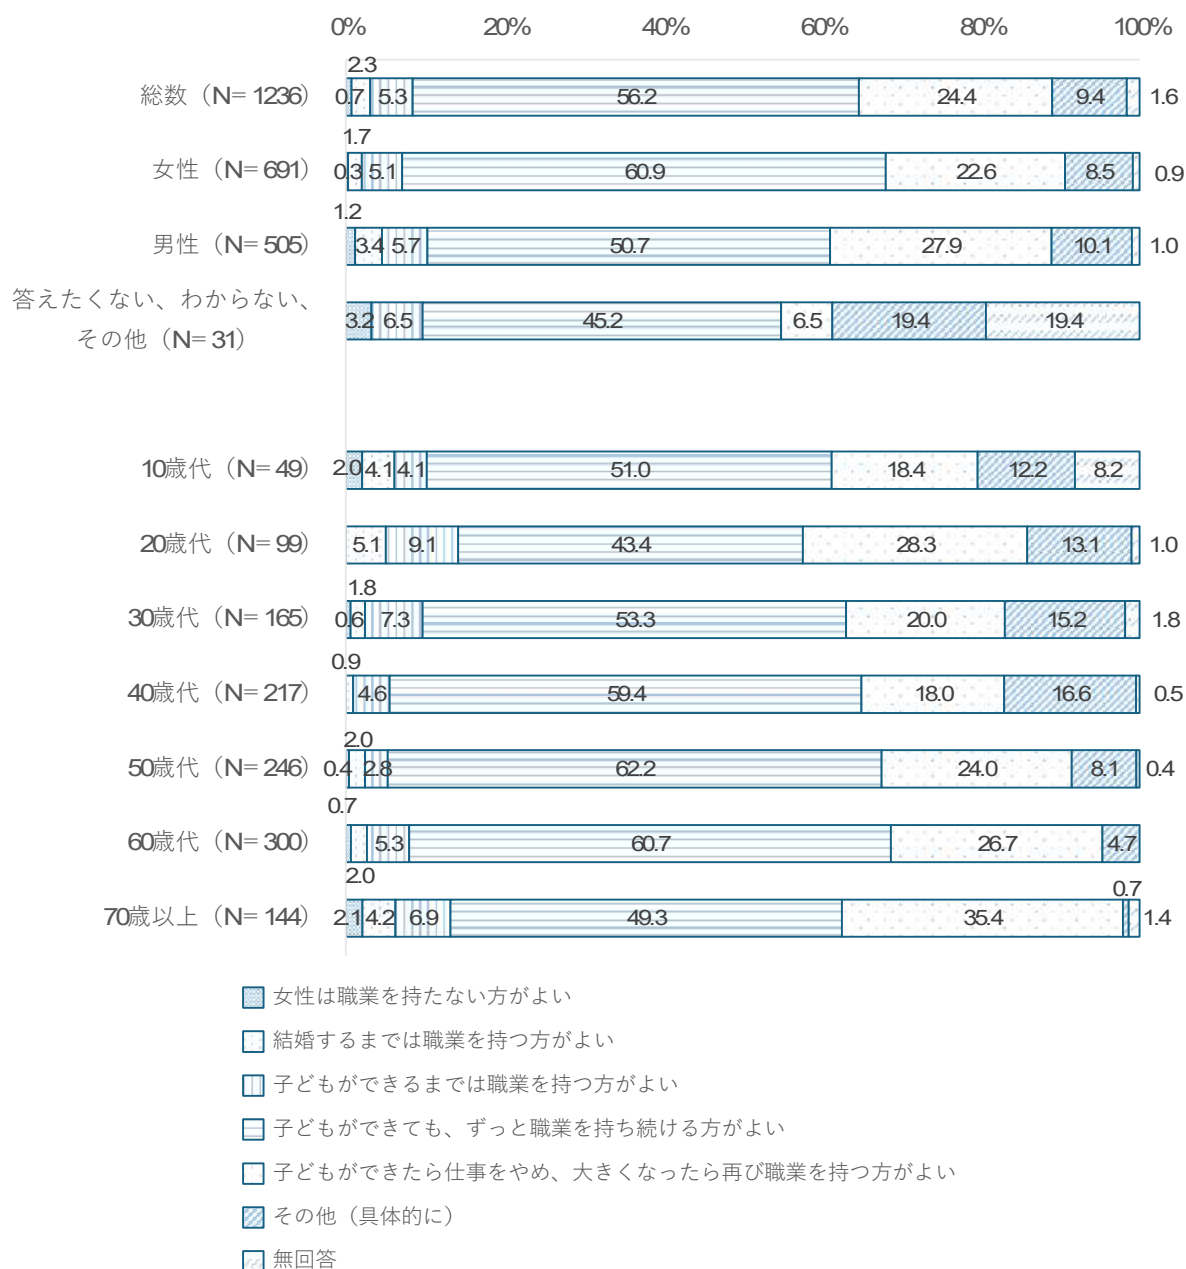 0% 20% 40% 60% 80% 100%
2.3
総数（N= 1236） 0.7 5.3 56.2 24.4 9.4 1.6
1.7
女性（N= 691） 0.3 5.1 60.9 22.6 8.5 0.9
1.2
男性（N= 505） 3.4 5.7 50.7 27.9 10.1 1.0
答えたくない、わからない、
その他（N= 31） 3.2 6.5 45.2 6.5 19.4 19.4
10歳代（N= 49） 2.0 4.1 4.1 51.0 18.4 12.2 8.2
20歳代（N= 99） 5.1 9.1 43.4 28.3 13.1 1.0
1.8
30歳代（N= 165） 0.6 7.3 53.3 20.0 15.2 1.8
0.9
40歳代（N= 217） 4.6 59.4 18.0 16.6 0.5
2.0
50歳代（N= 246） 0.4 2.8 62.2 24.0 8.1 0.4
0.7
60歳代（N= 300） 5.3 60.7 26.7 4.7
2.0 0.7
70歳以上（N= 144） 2.1 4.2 6.9 49.3 35.4 1.4
女性は職業を持たない方がよい
結婚するまでは職業を持つ方がよい
子どもができるまでは職業を持つ方がよい
子どもができても、ずっと職業を持ち続ける方がよい
子どもができたら仕事をやめ、大きくなったら再び職業を持つ方がよい
その他（具体的に）
無回答